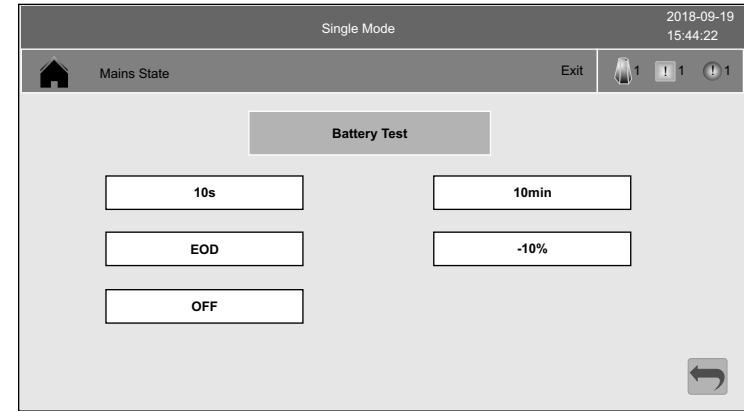 Single Mode
2018-09-19
15:44:22
Mains State
Exit
1
! 1
! 1
Battery Test
10s
10min
EOD
-10%
OFF